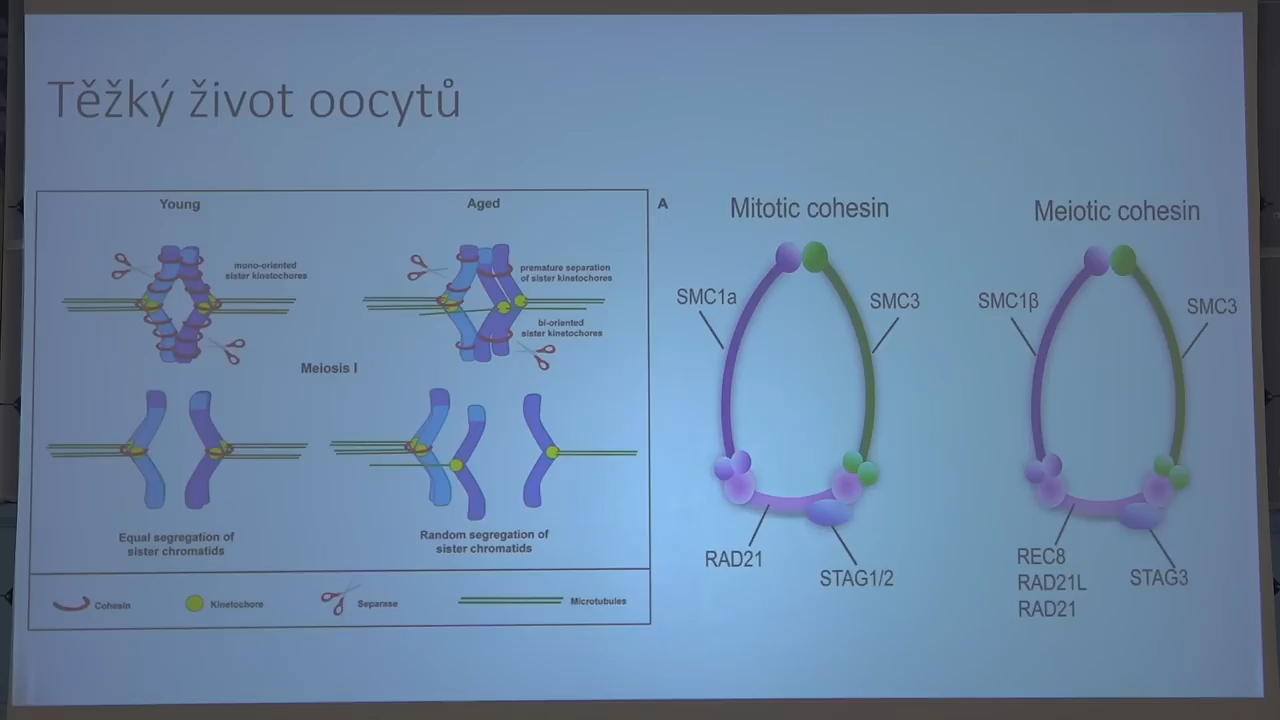 Těžký život oocytů
Young
Aged
mono-oriented
sister kinetochores
premature separation
of sister kinetochores
bi-oriented
sister kinetochores
Meiosis I
Equal segregation of
sister chromatids
Random segregation of
sister chromatids
Cohesin
Kinetochore
Separase
Microtubules
A
Mitotic cohesin
SMC1a
SMC3
RAD21
STAG1/2
Meiotic cohesin
SMC1β
SMC3
REC8
RAD21L
RAD21
STAG3